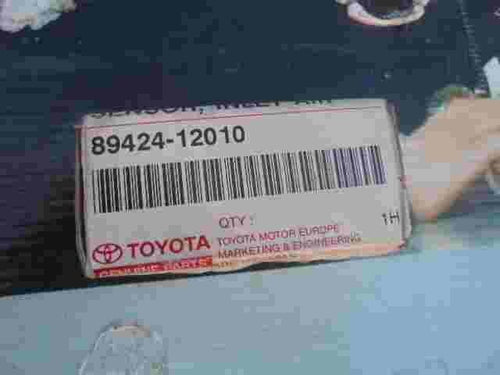 SENSOR, INLET AIR
89424-12010
QTY :
1H
TOYOTA
TOYOTA MOTOR EUROPE
MARKETING & ENGINEERING
GENUINE PARTS